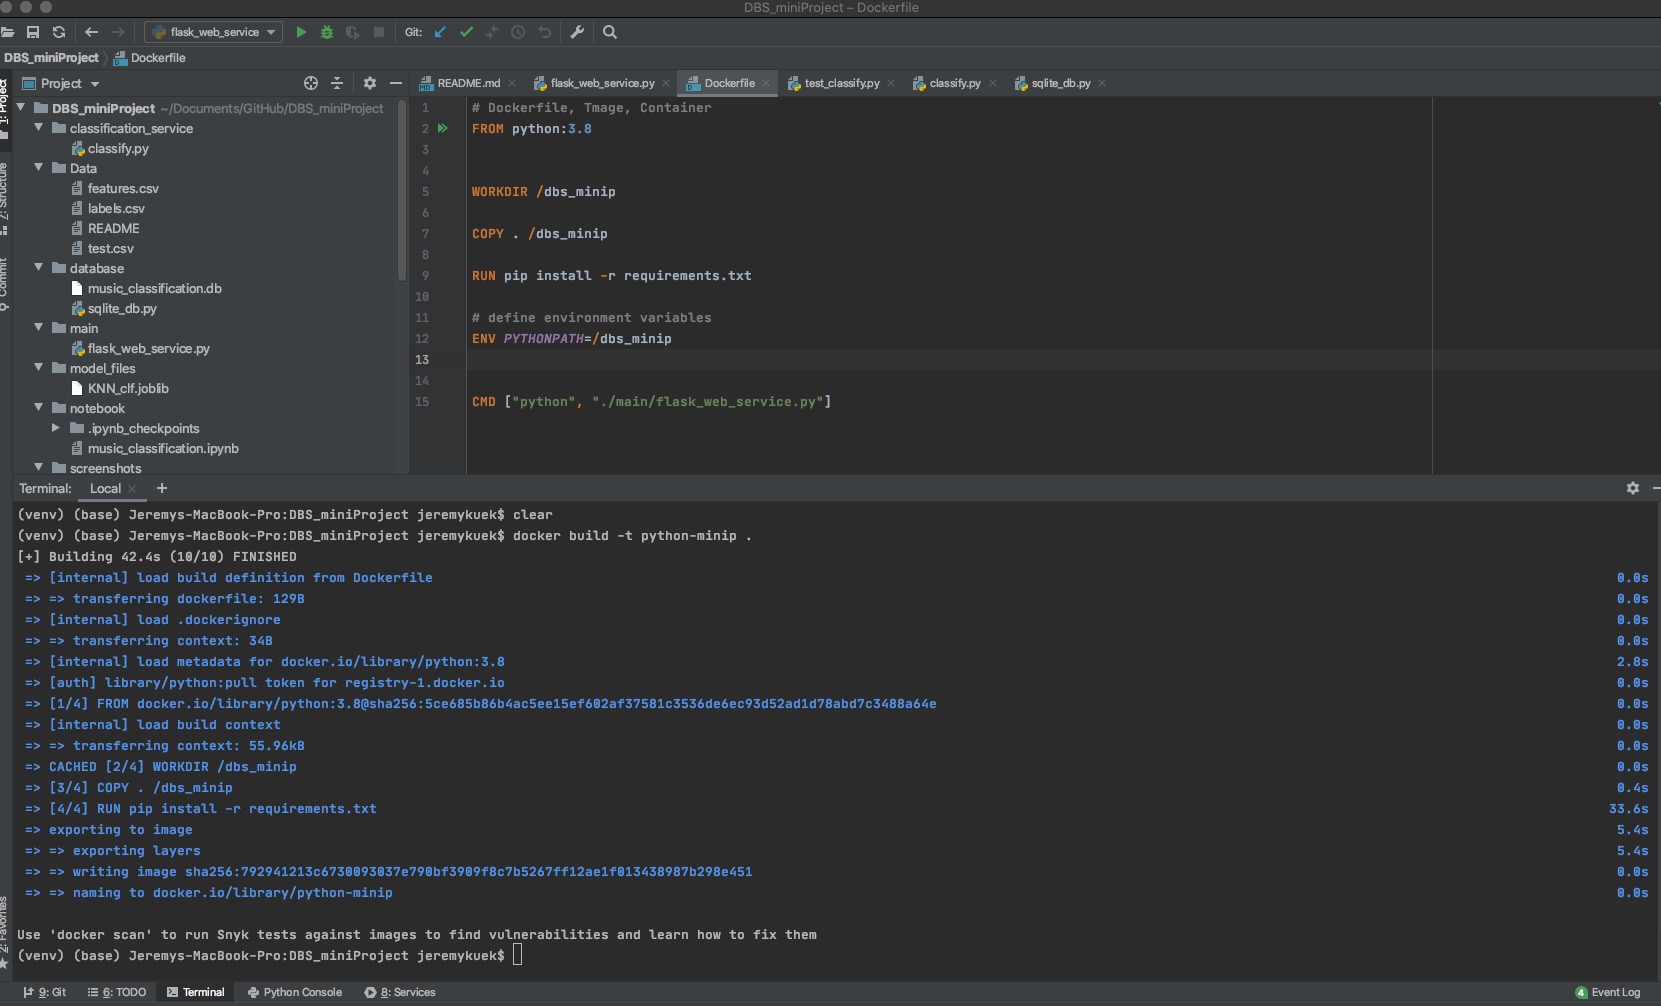 DBS_miniProject – Dockerfile
flask_web_service
Git:
DBS_miniProject
Dockerfile
Project
README.md
flask_web_service.py
Dockerfile
test_classify.py
classify.py
sqlite_db.py
1: Project
7: Structure
Commit
2: Favorites
DBS_miniProject ~/Documents/GitHub/DBS_miniProject
classification_service
classify.py
Data
features.csv
labels.csv
README
test.csv
database
music_classification.db
sqlite_db.py
main
flask_web_service.py
model_files
KNN_clf.joblib
notebook
.ipynb_checkpoints
music_classification.ipynb
screenshots
1 # Dockerfile, Tmage, Container
2 FROM python:3.8
3
4
5 WORKDIR /dbs_minip
6
7 COPY . /dbs_minip
8
9 RUN pip install -r requirements.txt
10
11 # define environment variables
12 ENV PYTHONPATH=/dbs_minip
13
14
15 CMD ["python", "./main/flask_web_service.py"]
Terminal: Local +
(venv) (base) Jeremys-MacBook-Pro:DBS_miniProject jeremykuek$ clear
(venv) (base) Jeremys-MacBook-Pro:DBS_miniProject jeremykuek$ docker build -t python-minip .
[+] Building 42.4s (10/10) FINISHED
=> [internal] load build definition from Dockerfile 0.0s
=> => transferring dockerfile: 129B 0.0s
=> [internal] load .dockerignore 0.0s
=> => transferring context: 34B 0.0s
=> [internal] load metadata for docker.io/library/python:3.8 2.8s
=> [auth] library/python:pull token for registry-1.docker.io 0.0s
=> [1/4] FROM docker.io/library/python:3.8@sha256:5ce685b86b4ac5ee15ef602af37581c3536de6ec93d52ad1d78abd7c3488a64e 0.0s
=> [internal] load build context 0.0s
=> => transferring context: 55.96kB 0.0s
=> CACHED [2/4] WORKDIR /dbs_minip 0.0s
=> [3/4] COPY . /dbs_minip 0.4s
=> [4/4] RUN pip install -r requirements.txt 33.6s
=> exporting to image 5.4s
=> => exporting layers 5.4s
=> => writing image sha256:792941213c6730093037e790bf3909f8c7b5267ff12ae1f013438987b298e451 0.0s
=> => naming to docker.io/library/python-minip 0.0s
Use 'docker scan' to run Snyk tests against images to find vulnerabilities and learn how to fix them
(venv) (base) Jeremys-MacBook-Pro:DBS_miniProject jeremykuek$
9: Git
6: TODO
Terminal
Python Console
8: Services
4 Event Log